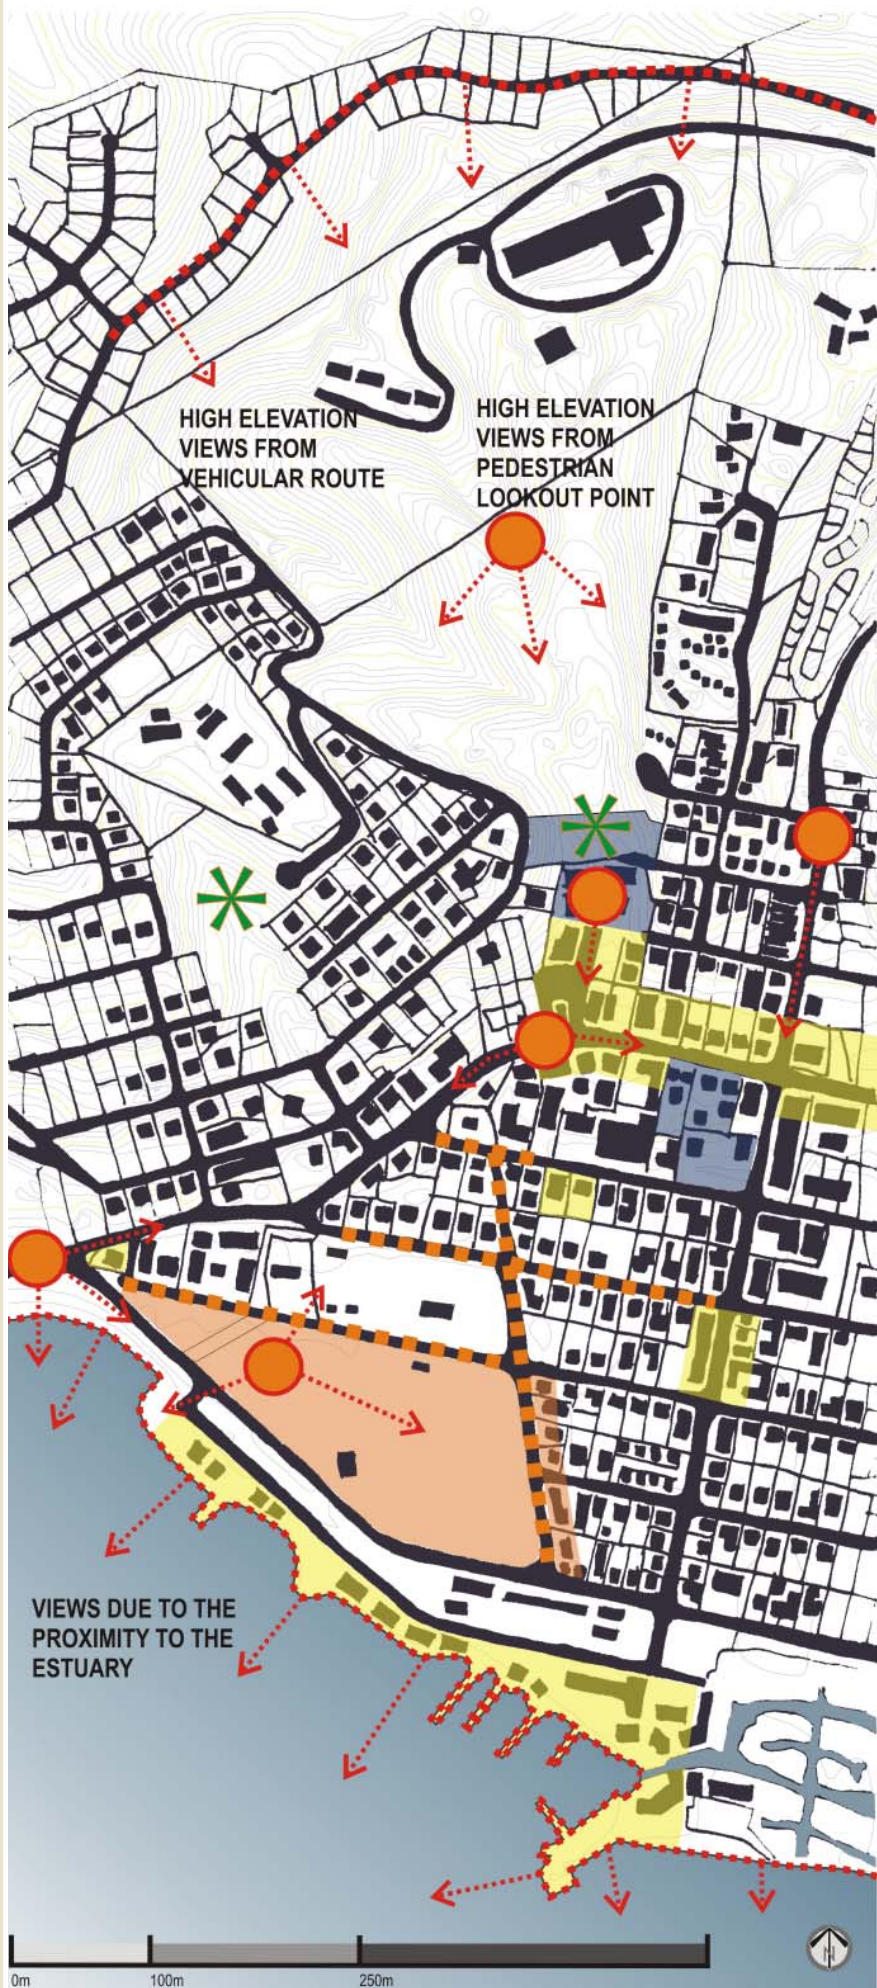 HIGH ELEVATION
VIEWS FROM
VEHICULAR ROUTE
HIGH ELEVATION
VIEWS FROM
PEDESTRIAN
LOOKOUT POINT
VIEWS DUE TO THE
PROXIMITY TO THE
ESTUARY
0m 100m 250m
N